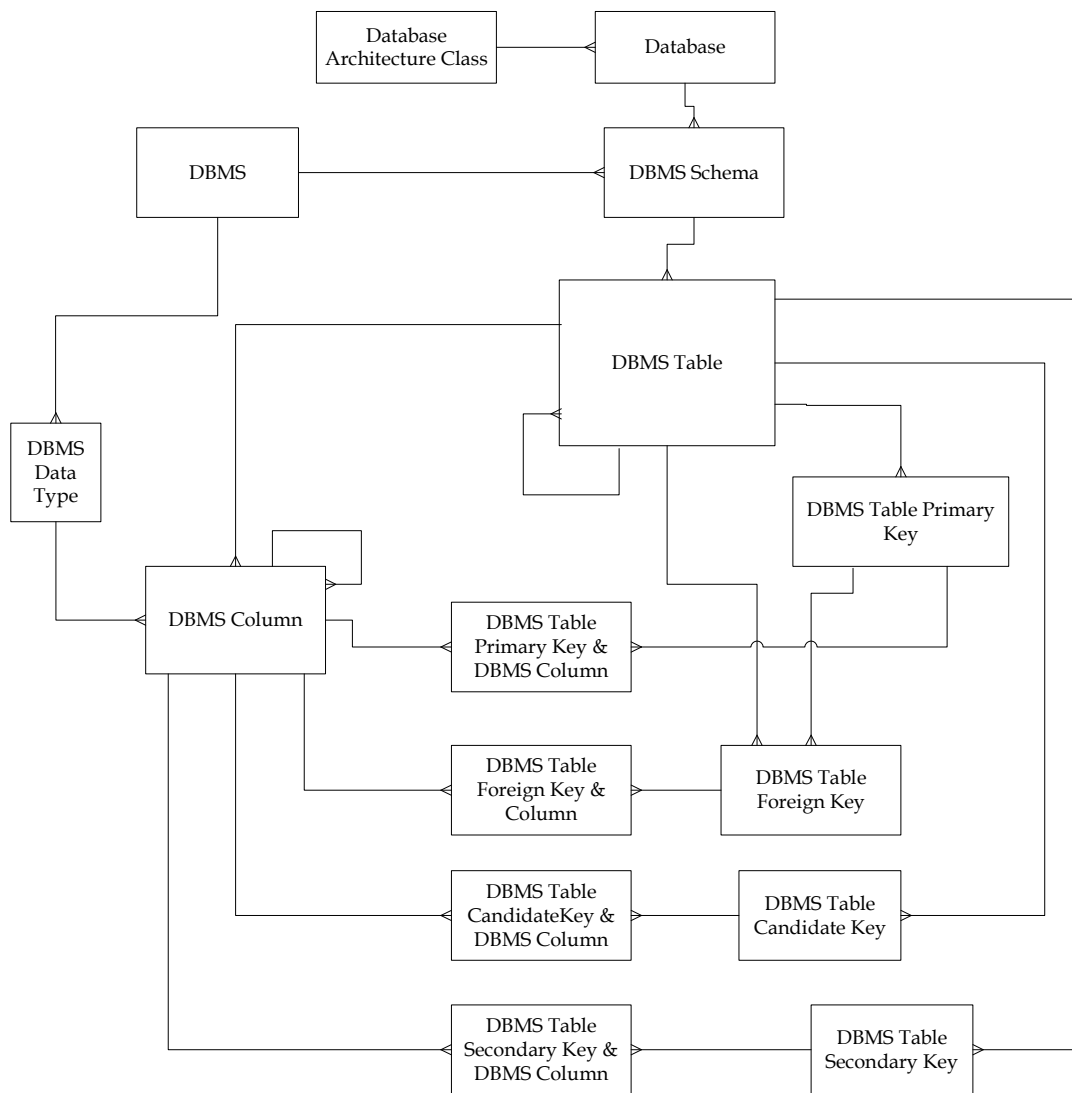 Database
Architecture Class
Database
DBMS
DBMS Schema
DBMS Table
DBMS
Data
Type
DBMS Table Primary
Key
DBMS Column
DBMS Table
Primary Key &
DBMS Column
DBMS Table
Foreign Key &
Column
DBMS Table
Foreign Key
DBMS Table
CandidateKey &
DBMS Column
DBMS Table
Candidate Key
DBMS Table
Secondary Key &
DBMS Column
DBMS Table
Secondary Key